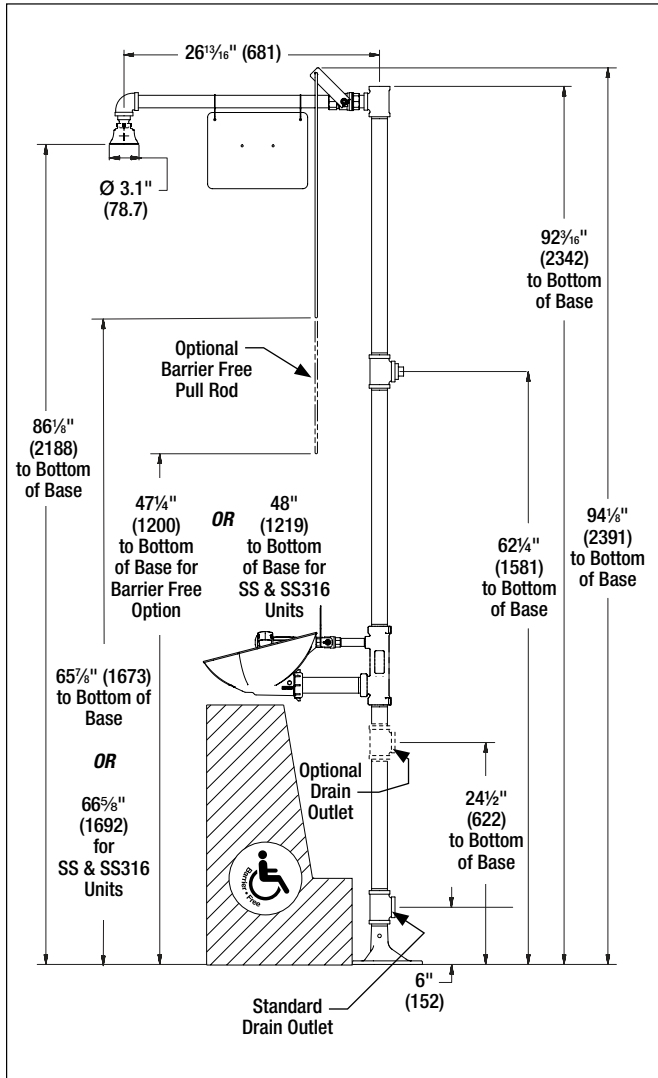 26¹³⁄₁₆" (681)
Ø 3.1"
(78.7)
92³⁄₁₆"
(2342)
to Bottom
of Base
Optional
Barrier Free
Pull Rod
86⅛"
(2188)
to Bottom
of Base
47¼"
(1200)
to Bottom
of Base for
Barrier Free
Option
OR
48"
(1219)
to Bottom
of Base for
SS & SS316
Units
62¼"
(1581)
to Bottom
of Base
94⅛"
(2391)
to Bottom
of Base
65⅞" (1673)
to Bottom of
Base
OR
66⅝"
(1692)
for
SS & SS316
Units
Optional
Drain
Outlet
24½"
(622)
to Bottom
of Base
Barrier • Free
6"
(152)
Standard
Drain Outlet